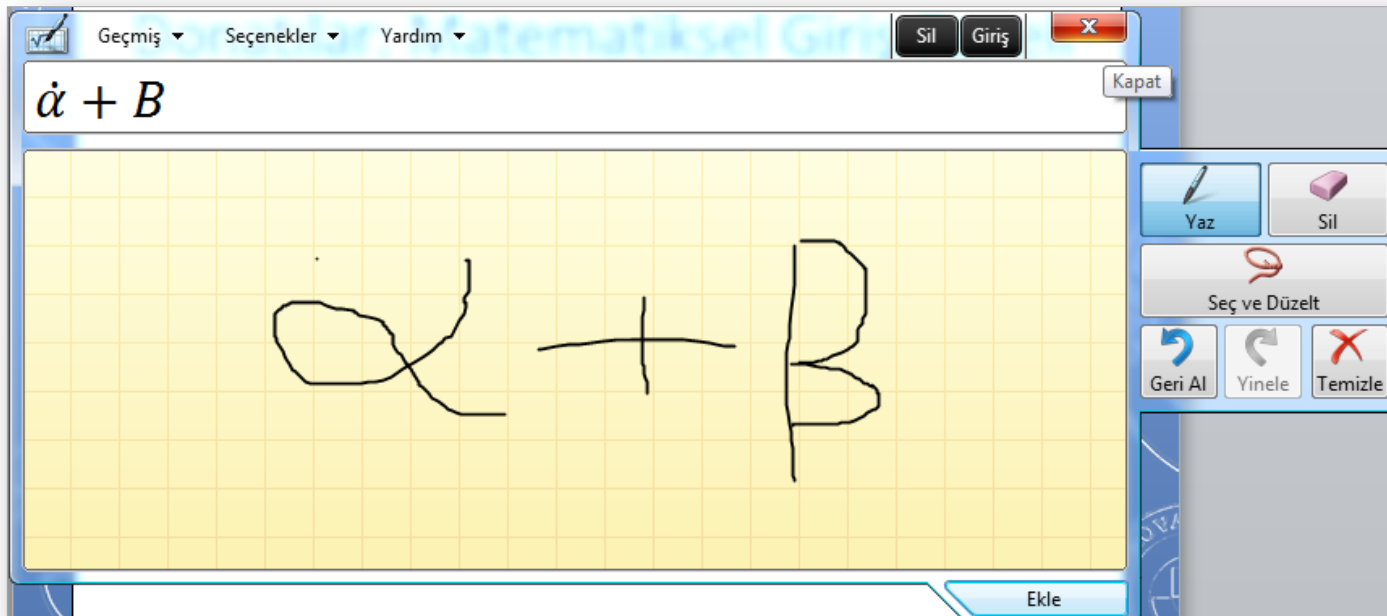 Geçmiş Seçenekler Yardım Sil Giriş
Kapat
α̇ + B
Yaz Sil
α + β
Seç ve Düzelt
Geri Al Yinele Temizle
Ekle